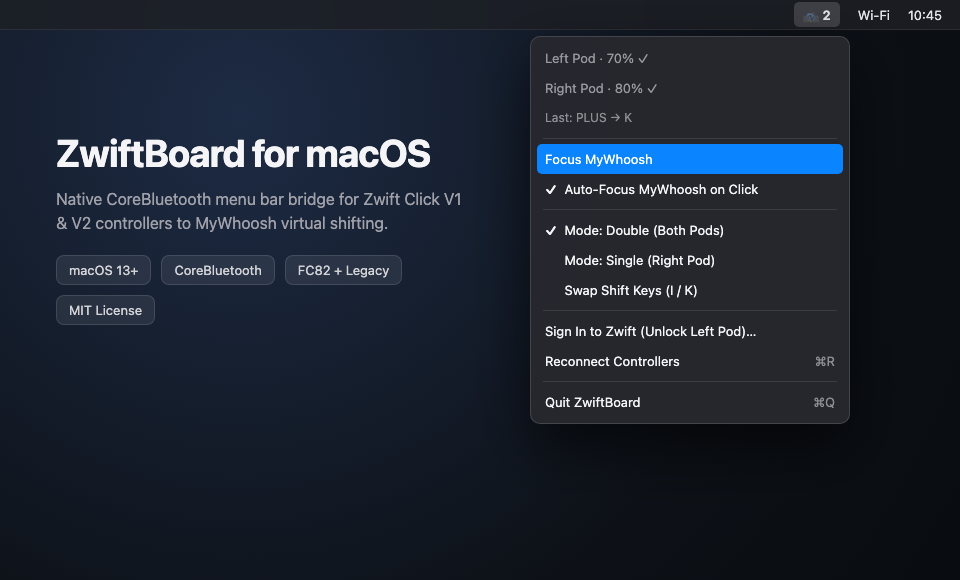 2 Wi-Fi 10:45
Left Pod · 70% ✓
Right Pod · 80% ✓
Last: PLUS → K
Focus MyWhoosh
✓ Auto-Focus MyWhoosh on Click
✓ Mode: Double (Both Pods)
Mode: Single (Right Pod)
Swap Shift Keys (I / K)
Sign In to Zwift (Unlock Left Pod)...
Reconnect Controllers ⌘R
Quit ZwiftBoard ⌘Q
ZwiftBoard for macOS
Native CoreBluetooth menu bar bridge for Zwift Click V1
& V2 controllers to MyWhoosh virtual shifting.
macOS 13+ CoreBluetooth FC82 + Legacy
MIT License